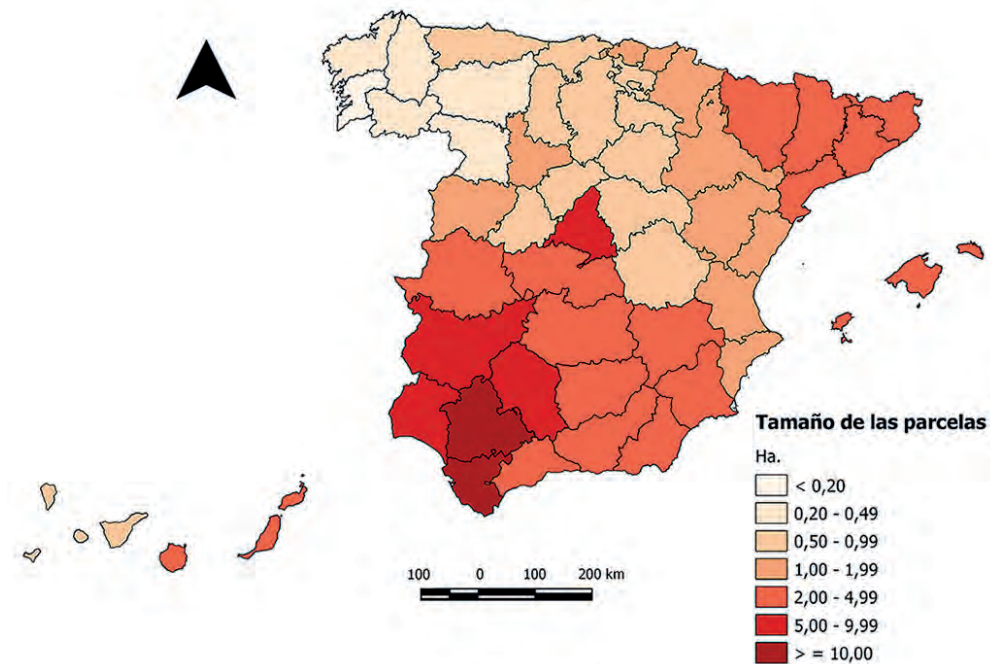 Tamaño de las parcelas
Ha.
< 0,20
0,20 - 0,49
0,50 - 0,99
1,00 - 1,99
2,00 - 4,99
5,00 - 9,99
> = 10,00
100 0 100 200 km